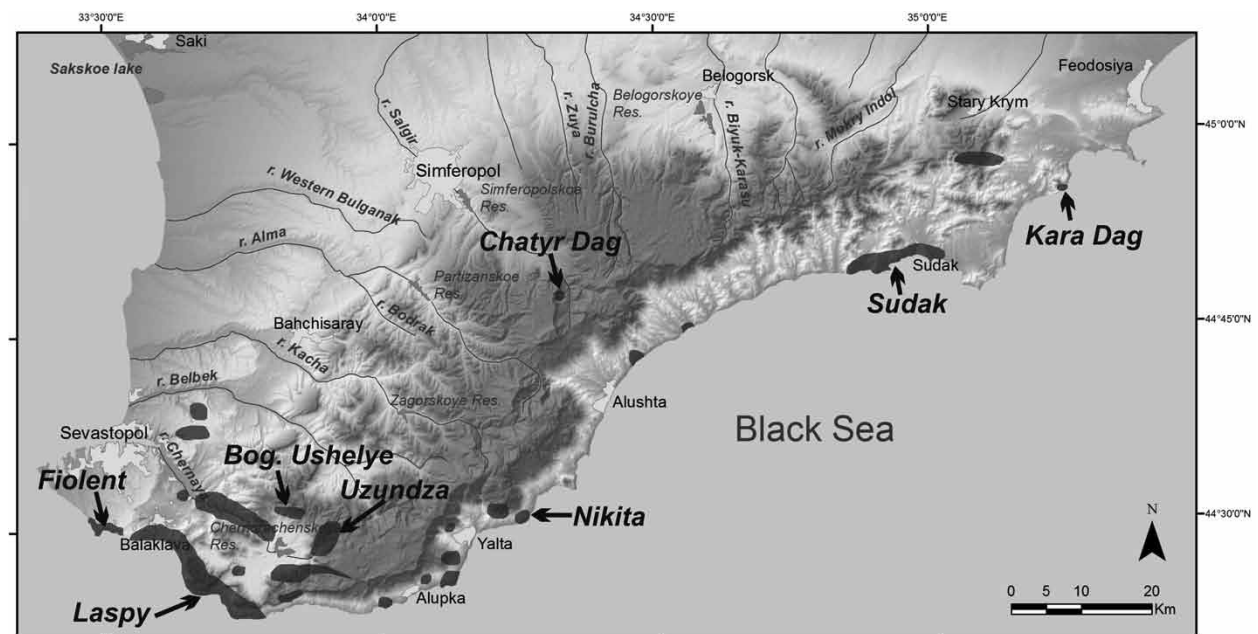 33°30'0"E
34°0'0"E
34°30'0"E
35°0'0"E
Saki
Sakskoe lake
r. Salgir
r. Zuya
r. Burulcha
Belogorskoye
Res.
Belogorsk
r. Biyuk-Karasu
r. Mokry Indol
Stary Krym
Feodosiya
45°0'0"N
Simferopol
Simferopolskoe
Res.
r. Western Bulganak
r. Alma
Chatyr Dag
Kara Dag
Partizanskoe
Res.
Sudak
Sudak
r. Bodrak
Bahchisaray
r. Kacha
44°45'0"N
r. Belbek
Zagorskoye Res.
Alushta
Black Sea
Sevastopol
r. Chernaya
Bog. Ushelye
Uzundza
Fiolent
Nikita
Res.
44°30'0"N
Balaklava
Yalta
N
Laspy
Alupka
0 5 10 20
Km